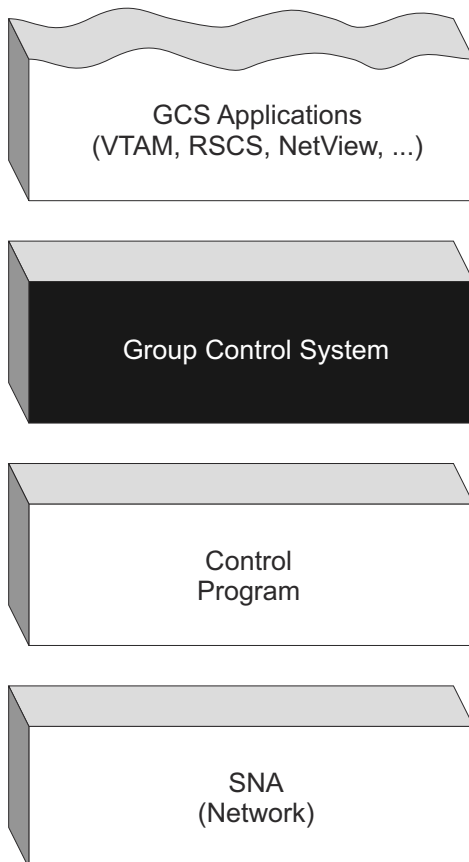 GCS Applications
(VTAM, RSCS, NetView, ...)
Group Control System
Control
Program
SNA
(Network)